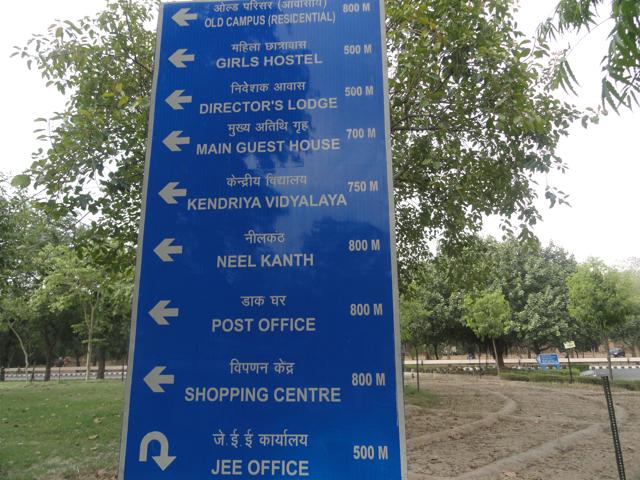 ओल्ड परिसर (आवासीय)
OLD CAMPUS (RESIDENTIAL) 800 M
महिला छात्रावास
GIRLS HOSTEL 500 M
निदेशक आवास
DIRECTOR'S LODGE 500 M
मुख्य अतिथि गृह
MAIN GUEST HOUSE 700 M
केन्द्रीय विद्यालय
KENDRIYA VIDYALAYA 750 M
नीलकंठ
NEEL KANTH 800 M
डाक घर
POST OFFICE 800 M
विपणन केद्र
SHOPPING CENTRE 800 M
जे.ई.ई कार्यालय
JEE OFFICE 500 M